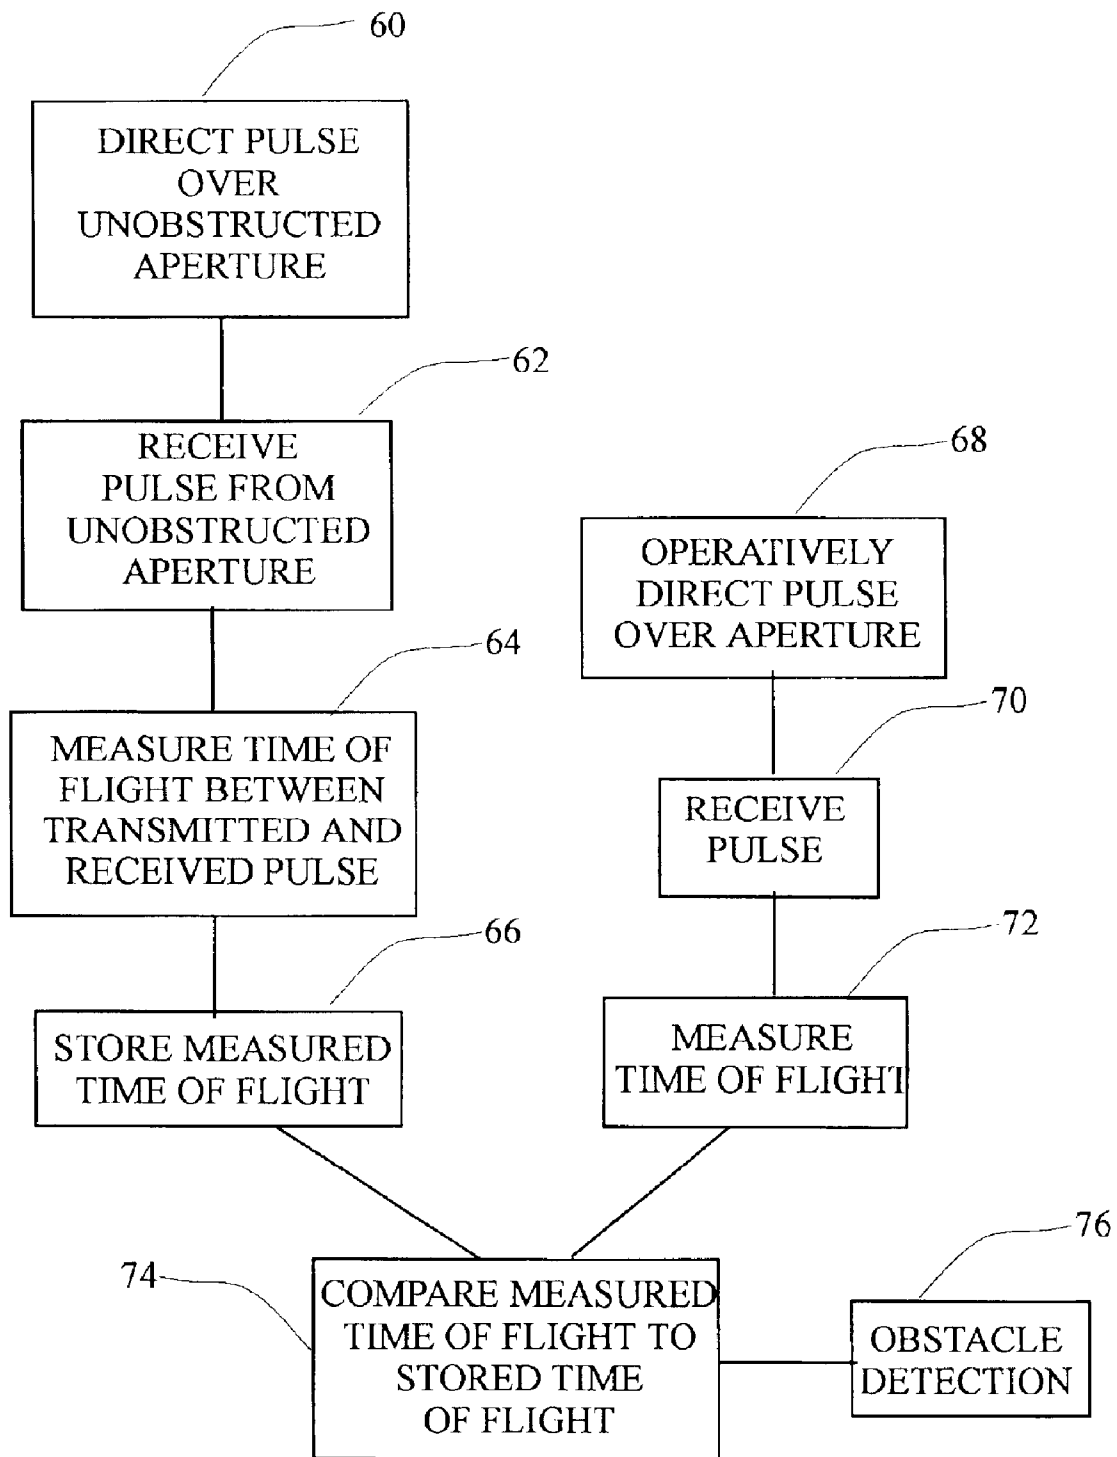 60
DIRECT PULSE
OVER
UNOBSTRUCTED
APERTURE
62
RECEIVE
PULSE FROM
UNOBSTRUCTED
APERTURE
64
MEASURE TIME OF
FLIGHT BETWEEN
TRANSMITTED AND
RECEIVED PULSE
66
STORE MEASURED
TIME OF FLIGHT
68
OPERATIVELY
DIRECT PULSE
OVER APERTURE
70
RECEIVE
PULSE
72
MEASURE
TIME OF FLIGHT
74
COMPARE MEASURED
TIME OF FLIGHT TO
STORED TIME
OF FLIGHT
76
OBSTACLE
DETECTION